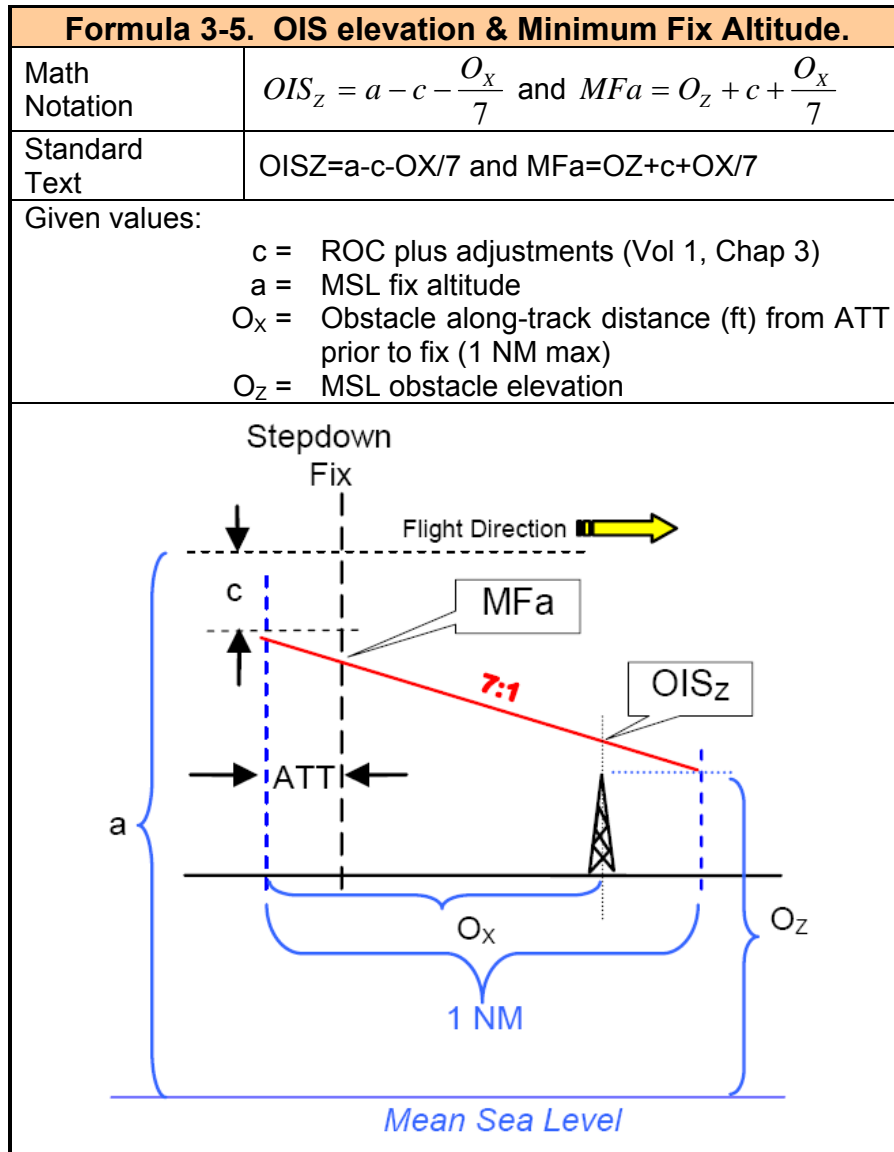 Formula 3-5. OIS elevation & Minimum Fix Altitude.
Math
Notation
OIS_Z = a − c − O_X/7 and MFa = O_Z + c + O_X/7
Standard
Text
OISZ=a-c-OX/7 and MFa=OZ+c+OX/7
Given values:
c = ROC plus adjustments (Vol 1, Chap 3)
a = MSL fix altitude
O_X = Obstacle along-track distance (ft) from ATT
prior to fix (1 NM max)
O_Z = MSL obstacle elevation
Stepdown
Fix
Flight Direction
c
MFa
7:1
OISz
ATT
a
O_X
O_Z
1 NM
Mean Sea Level